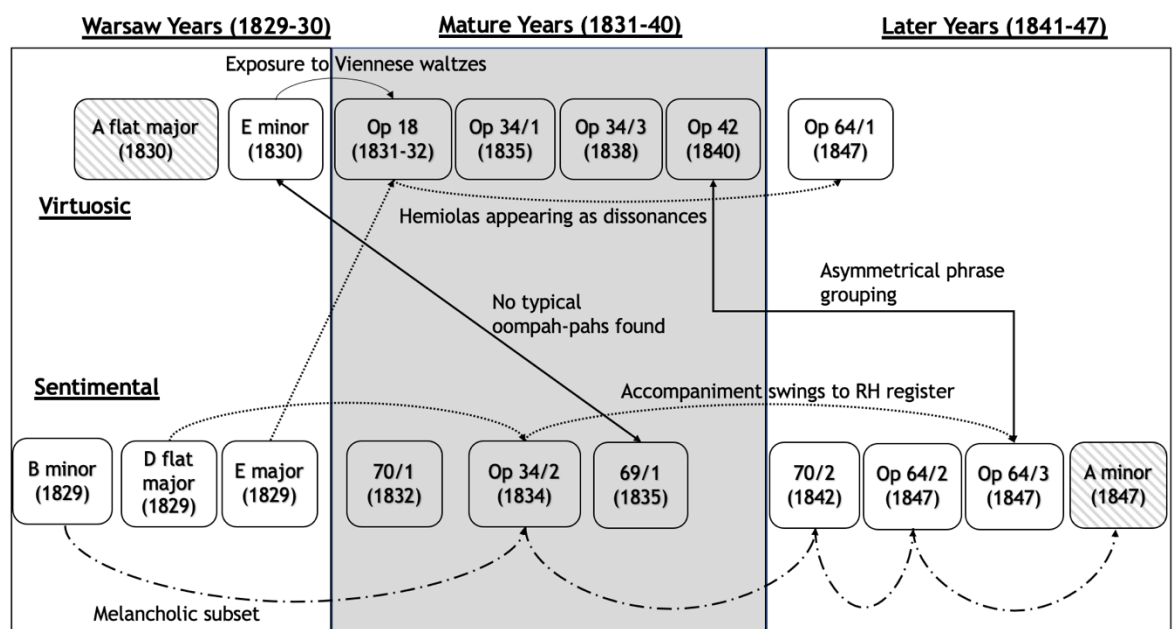 Warsaw Years (1829-30)
Mature Years (1831-40)
Later Years (1841-47)
Exposure to Viennese waltzes
A flat major
(1830)
E minor
(1830)
Op 18
(1831-32)
Op 34/1
(1835)
Op 34/3
(1838)
Op 42
(1840)
Op 64/1
(1847)
Virtuosic
Hemiolas appearing as dissonances
Asymmetrical phrase
grouping
No typical
oompah-pahs found
Sentimental
Accompaniment swings to RH register
B minor
(1829)
D flat
major
(1829)
E major
(1829)
70/1
(1832)
Op 34/2
(1834)
69/1
(1835)
70/2
(1842)
Op 64/2
(1847)
Op 64/3
(1847)
A minor
(1847)
Melancholic subset